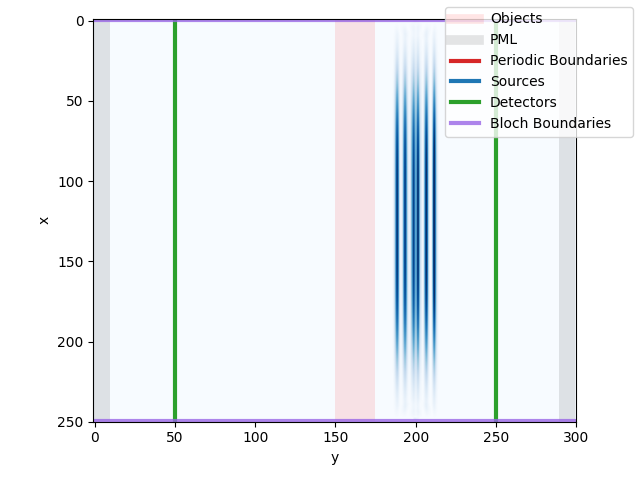 Objects
PML
Periodic Boundaries
Sources
Detectors
Bloch Boundaries
0
50
100
150
200
250
x
0 50 100 150 200 250 300
y